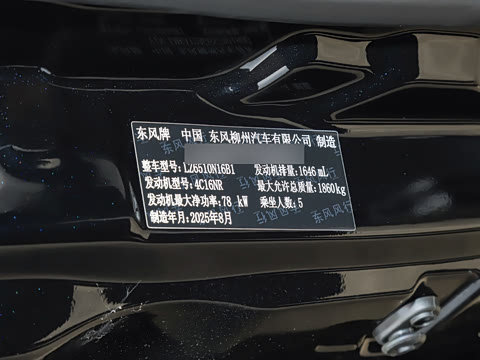 东风牌 中国 东风柳州汽车有限公司 制造
整车型号:LZ6510N16B1 发动机排量:1646 mL
发动机型号:4C16NR 最大允许总质量:1860kg
发动机最大净功率:78 kW 乘坐人数:5
制造年月:2025年8月